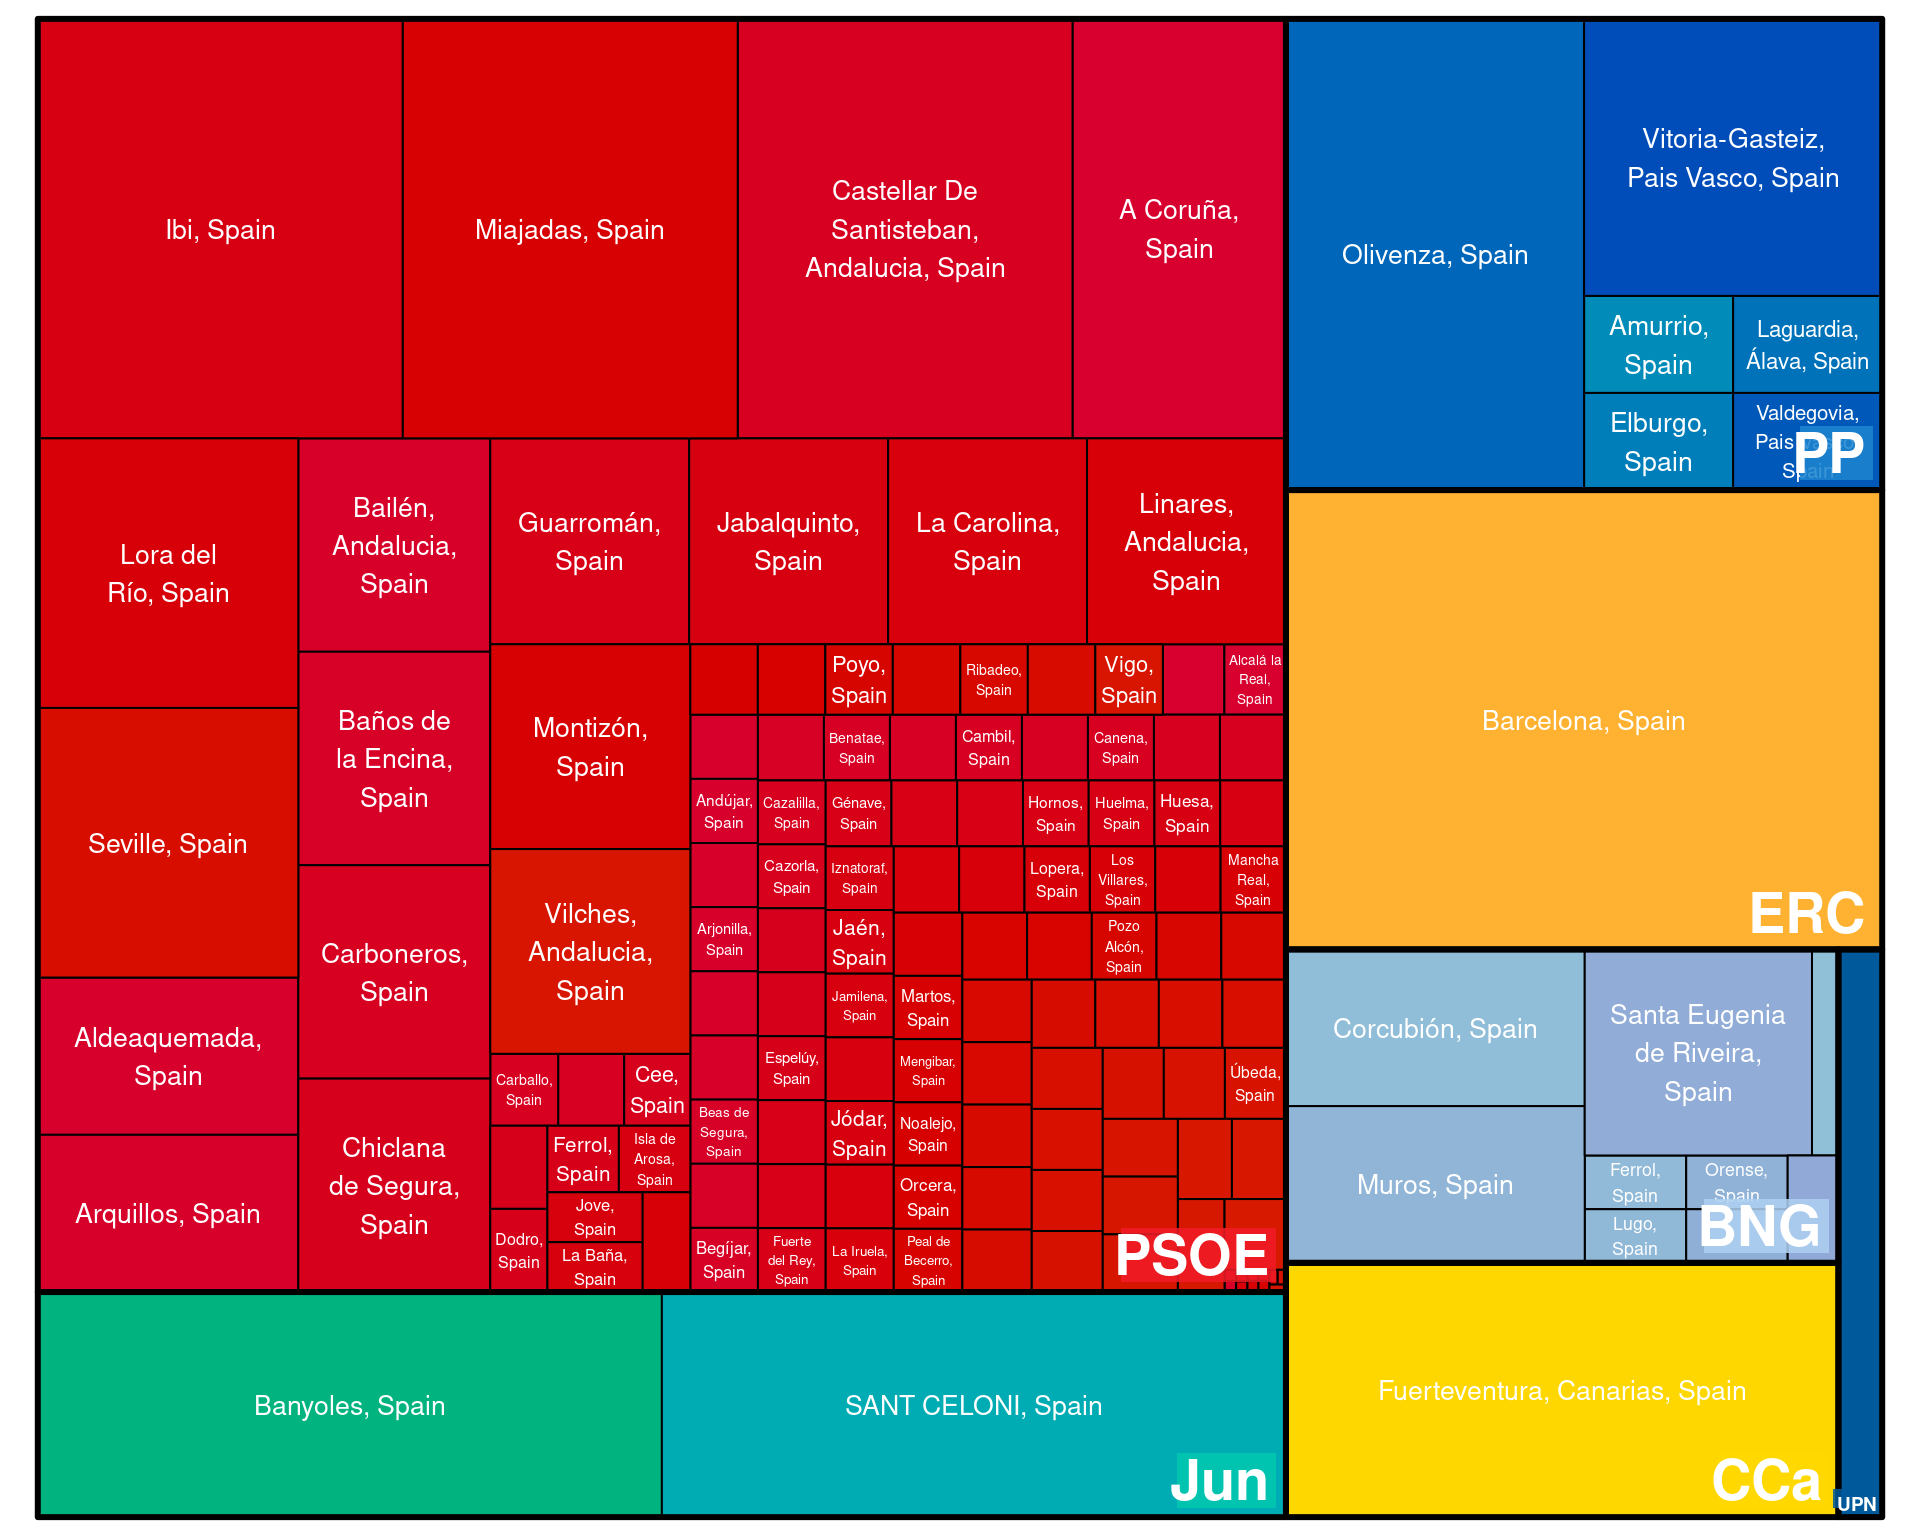 Ibi, Spain
Miajadas, Spain
Castellar De
Santisteban,
Andalucia, Spain
A Coruña,
Spain
Lora del
Río, Spain
Seville, Spain
Aldeaquemada,
Spain
Arquillos, Spain
Bailén,
Andalucia,
Spain
Baños de
la Encina,
Spain
Carboneros,
Spain
Chiclana
de Segura,
Spain
Guarromán,
Spain
Jabalquinto,
Spain
La Carolina,
Spain
Linares,
Andalucia,
Spain
Montizón,
Spain
Vilches,
Andalucia,
Spain
Carballo,
Spain
Cee,
Spain
Dodro,
Spain
Ferrol,
Spain
Isla de
Arosa,
Spain
Jove,
Spain
La Baña,
Spain
Poyo,
Spain
Ribadeo,
Spain
Vigo,
Spain
Alcalá la
Real,
Spain
Andújar,
Spain
Arjonilla,
Spain
Beas de
Segura,
Spain
Begíjar,
Spain
Benatae,
Spain
Cambil,
Spain
Canena,
Spain
Cazalilla,
Spain
Cazorla,
Spain
Espelúy,
Spain
Fuerte
del Rey,
Spain
Génave,
Spain
Hornos,
Spain
Huelma,
Spain
Huesa,
Spain
Iznatoraf,
Spain
Jaén,
Spain
Jamilena,
Spain
Jódar,
Spain
La Iruela,
Spain
Lopera,
Spain
Los
Villares,
Spain
Mancha
Real,
Spain
Martos,
Spain
Mengibar,
Spain
Noalejo,
Spain
Orcera,
Spain
Peal de
Becerro,
Spain
Pozo
Alcón,
Spain
Úbeda,
Spain
PSOE
Banyoles, Spain
SANT CELONI, Spain
Jun
Olivenza, Spain
Vitoria-Gasteiz,
Pais Vasco, Spain
Amurrio,
Spain
Laguardia,
Álava, Spain
Elburgo,
Spain
Valdegovia,
Pais Vasco,
Spain
PP
Barcelona, Spain
ERC
Corcubión, Spain
Muros, Spain
Santa Eugenia
de Riveira,
Spain
Ferrol,
Spain
Lugo,
Spain
Orense,
Spain
BNG
Fuerteventura, Canarias, Spain
CCa
UPN